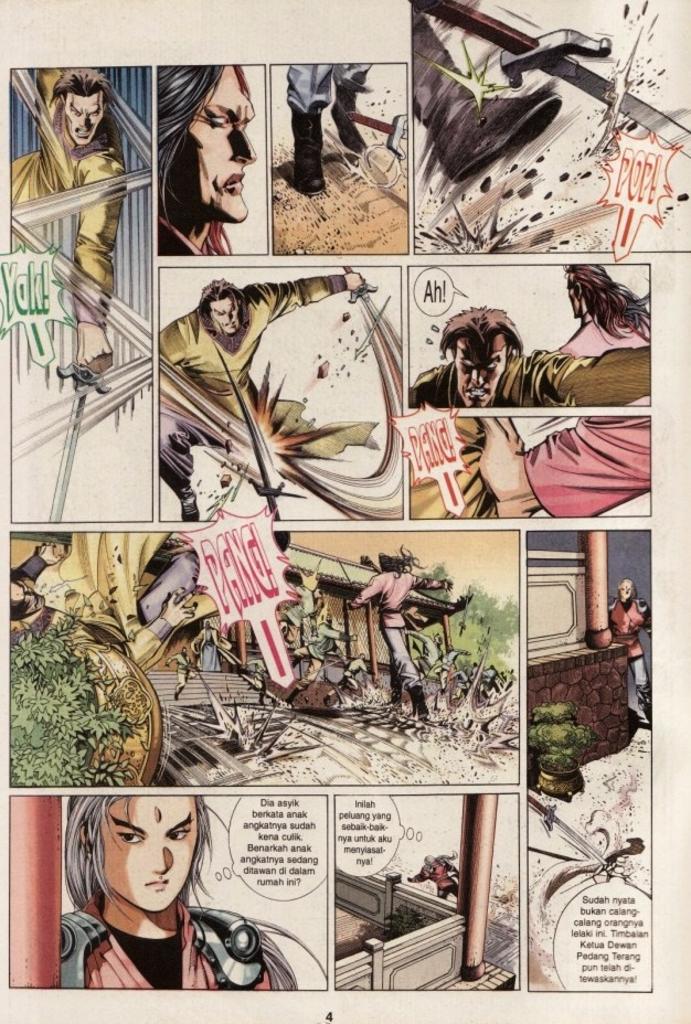 POP!
Yak!
Ah!
PANG!
PANG!
Sudah nyata
bukan calang-
calang orangnya
lelaki ini. Timbalan
Ketua Dewan
Pedang Terang
pun telah di-
tewaskannya!
Dia asyik
berkata anak
angkatnya sudah
kena culik.
Benarkah anak
angkatnya sedang
ditawan di dalam
rumah ini?
Inilah
peluang yang
sebaik-baik-
nya untuk aku
menyiasat-
nya!
4